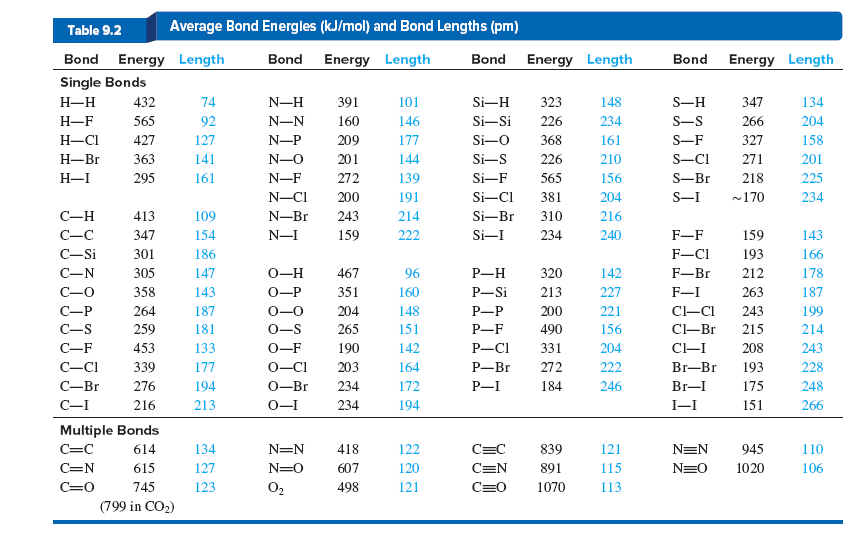 Table 9.2 Average Bond Energies (kJ/mol) and Bond Lengths (pm)
Bond Energy Length Bond Energy Length Bond Energy Length Bond Energy Length
Single Bonds
H—H 432 74 N—H 391 101 Si—H 323 148 S—H 347 134
H—F 565 92 N—N 160 146 Si—Si 226 234 S—S 266 204
H—Cl 427 127 N—P 209 177 Si—O 368 161 S—F 327 158
H—Br 363 141 N—O 201 144 Si—S 226 210 S—Cl 271 201
H—I 295 161 N—F 272 139 Si—F 565 156 S—Br 218 225
N—Cl 200 191 Si—Cl 381 204 S—I ~170 234
C—H 413 109 N—Br 243 214 Si—Br 310 216
C—C 347 154 N—I 159 222 Si—I 234 240 F—F 159 143
C—Si 301 186 F—Cl 193 166
C—N 305 147 O—H 467 96 P—H 320 142 F—Br 212 178
C—O 358 143 O—P 351 160 P—Si 213 227 F—I 263 187
C—P 264 187 O—O 204 148 P—P 200 221 Cl—Cl 243 199
C—S 259 181 O—S 265 151 P—F 490 156 Cl—Br 215 214
C—F 453 133 O—F 190 142 P—Cl 331 204 Cl—I 208 243
C—Cl 339 177 O—Cl 203 164 P—Br 272 222 Br—Br 193 228
C—Br 276 194 O—Br 234 172 P—I 184 246 Br—I 175 248
C—I 216 213 O—I 234 194 I—I 151 266
Multiple Bonds
C=C 614 134 N=N 418 122 C≡C 839 121 N≡N 945 110
C=N 615 127 N=O 607 120 C≡N 891 115 N≡O 1020 106
C=O 745 123 O₂ 498 121 C≡O 1070 113
(799 in CO₂)